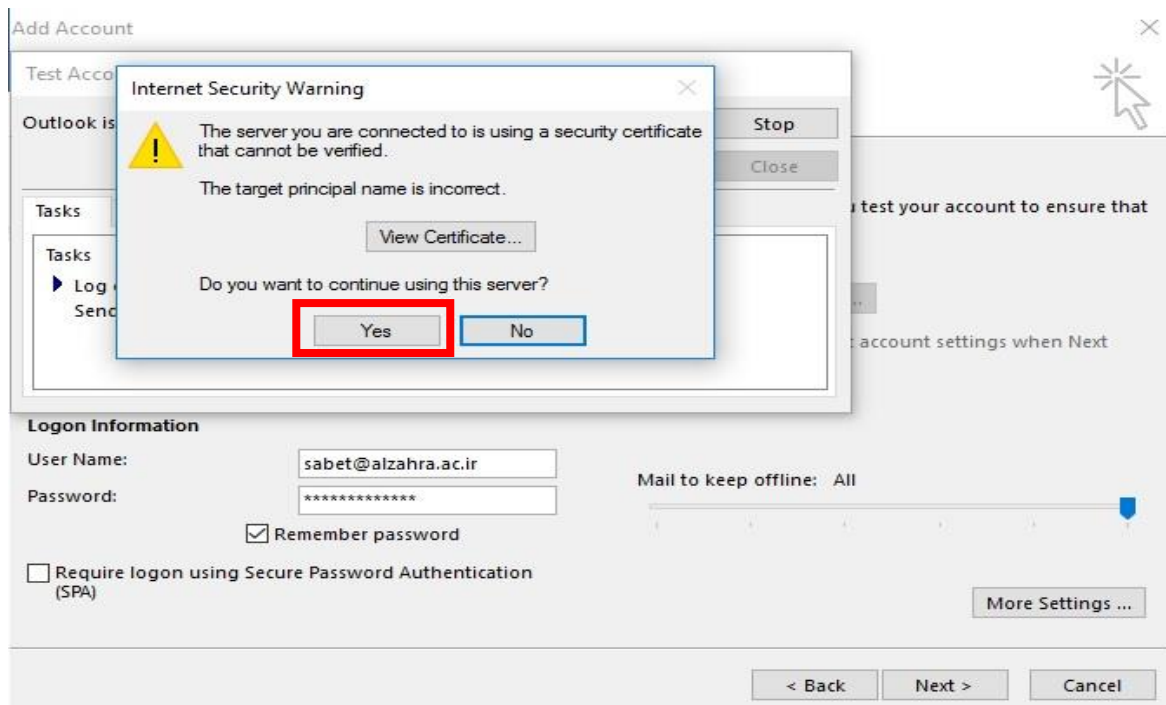 Add Account
Test Acco
Internet Security Warning
Outlook is
The server you are connected to is using a security certificate
that cannot be verified.
Stop
Close
The target principal name is incorrect.
Tasks
test your account to ensure that
View Certificate...
Tasks
Log
Do you want to continue using this server?
Send
..
Yes
No
account settings when Next
Logon Information
User Name:
sabet@alzahra.ac.ir
Mail to keep offline: All
Password:
*************
Remember password
Require logon using Secure Password Authentication
(SPA)
More Settings ...
< Back
Next >
Cancel